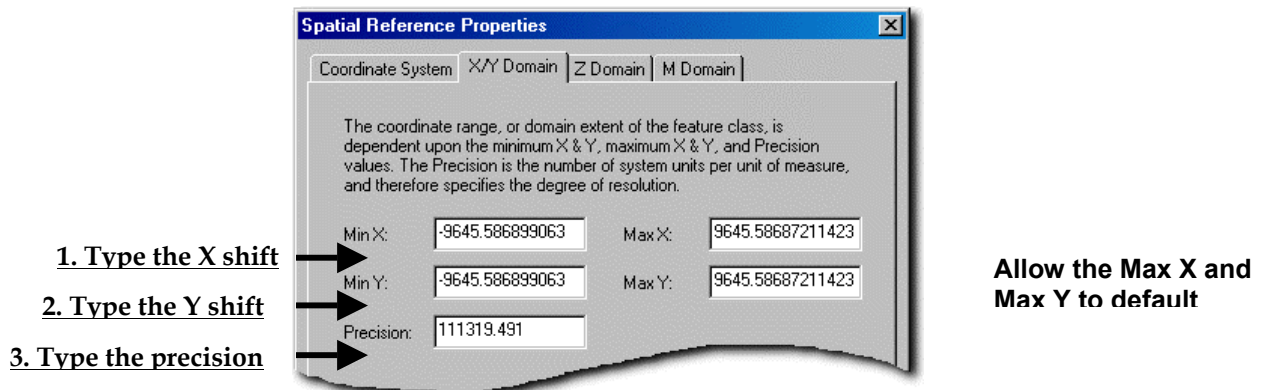 Spatial Reference Properties
Coordinate System X/Y Domain Z Domain M Domain
The coordinate range, or domain extent of the feature class, is
dependent upon the minimum X & Y, maximum X & Y, and Precision
values. The Precision is the number of system units per unit of measure,
and therefore specifies the degree of resolution.
Min X: -9645.586899063 Max X: 9645.58687211423
1. Type the X shift
Min Y: -9645.586899063 Max Y: 9645.58687211423
2. Type the Y shift
Precision: 111319.491
3. Type the precision
Allow the Max X and
Max Y to default